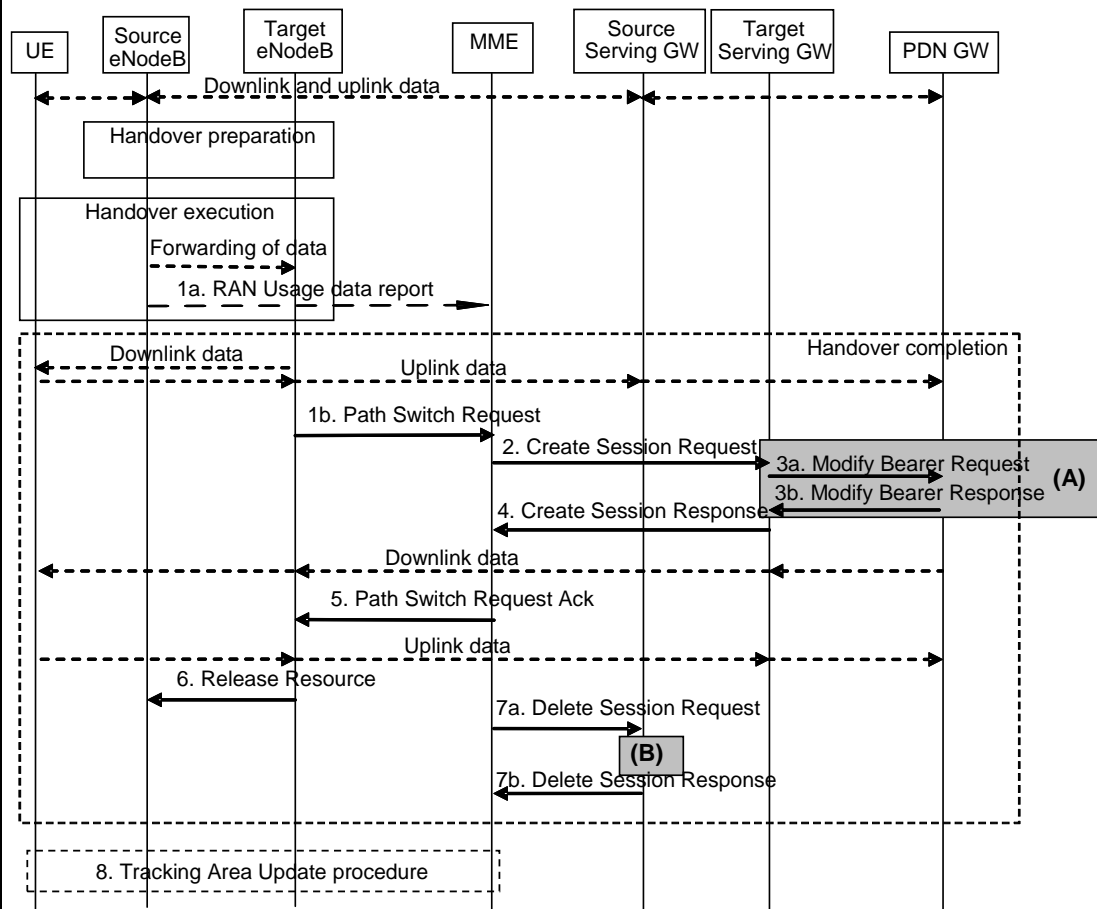 UE
Source
eNodeB
Target
eNodeB
MME
Source
Serving GW
Target
Serving GW
PDN GW
Downlink and uplink data
Handover preparation
Handover execution
Forwarding of data
1a. RAN Usage data report
Handover completion
Downlink data
Uplink data
1b. Path Switch Request
2. Create Session Request
3a. Modify Bearer Request
(A)
3b. Modify Bearer Response
4. Create Session Response
Downlink data
5. Path Switch Request Ack
Uplink data
6. Release Resource
7a. Delete Session Request
(B)
7b. Delete Session Response
8. Tracking Area Update procedure